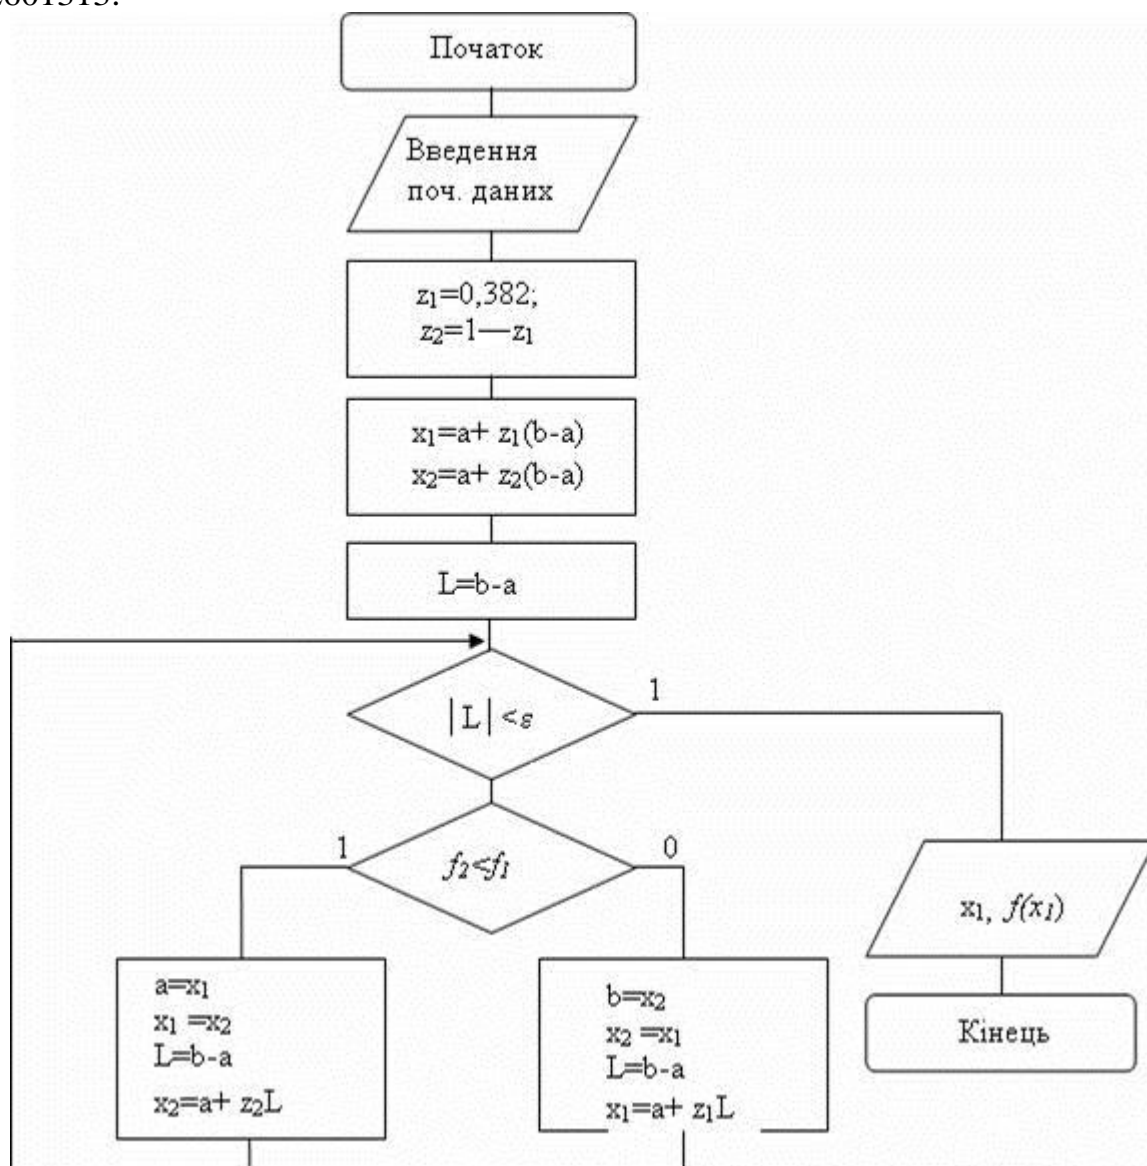 Початок
Введення
поч. даних
z₁=0,382;
z₂=1—z₁
x₁=a+ z₁(b-a)
x₂=a+ z₂(b-a)
L=b-a
|L| <ε
1
f₂<f₁
1
0
x₁, f(x₁)
a=x₁
x₁ =x₂
L=b-a
x₂=a+ z₂L
b=x₂
x₂ =x₁
L=b-a
x₁=a+ z₁L
Кінець